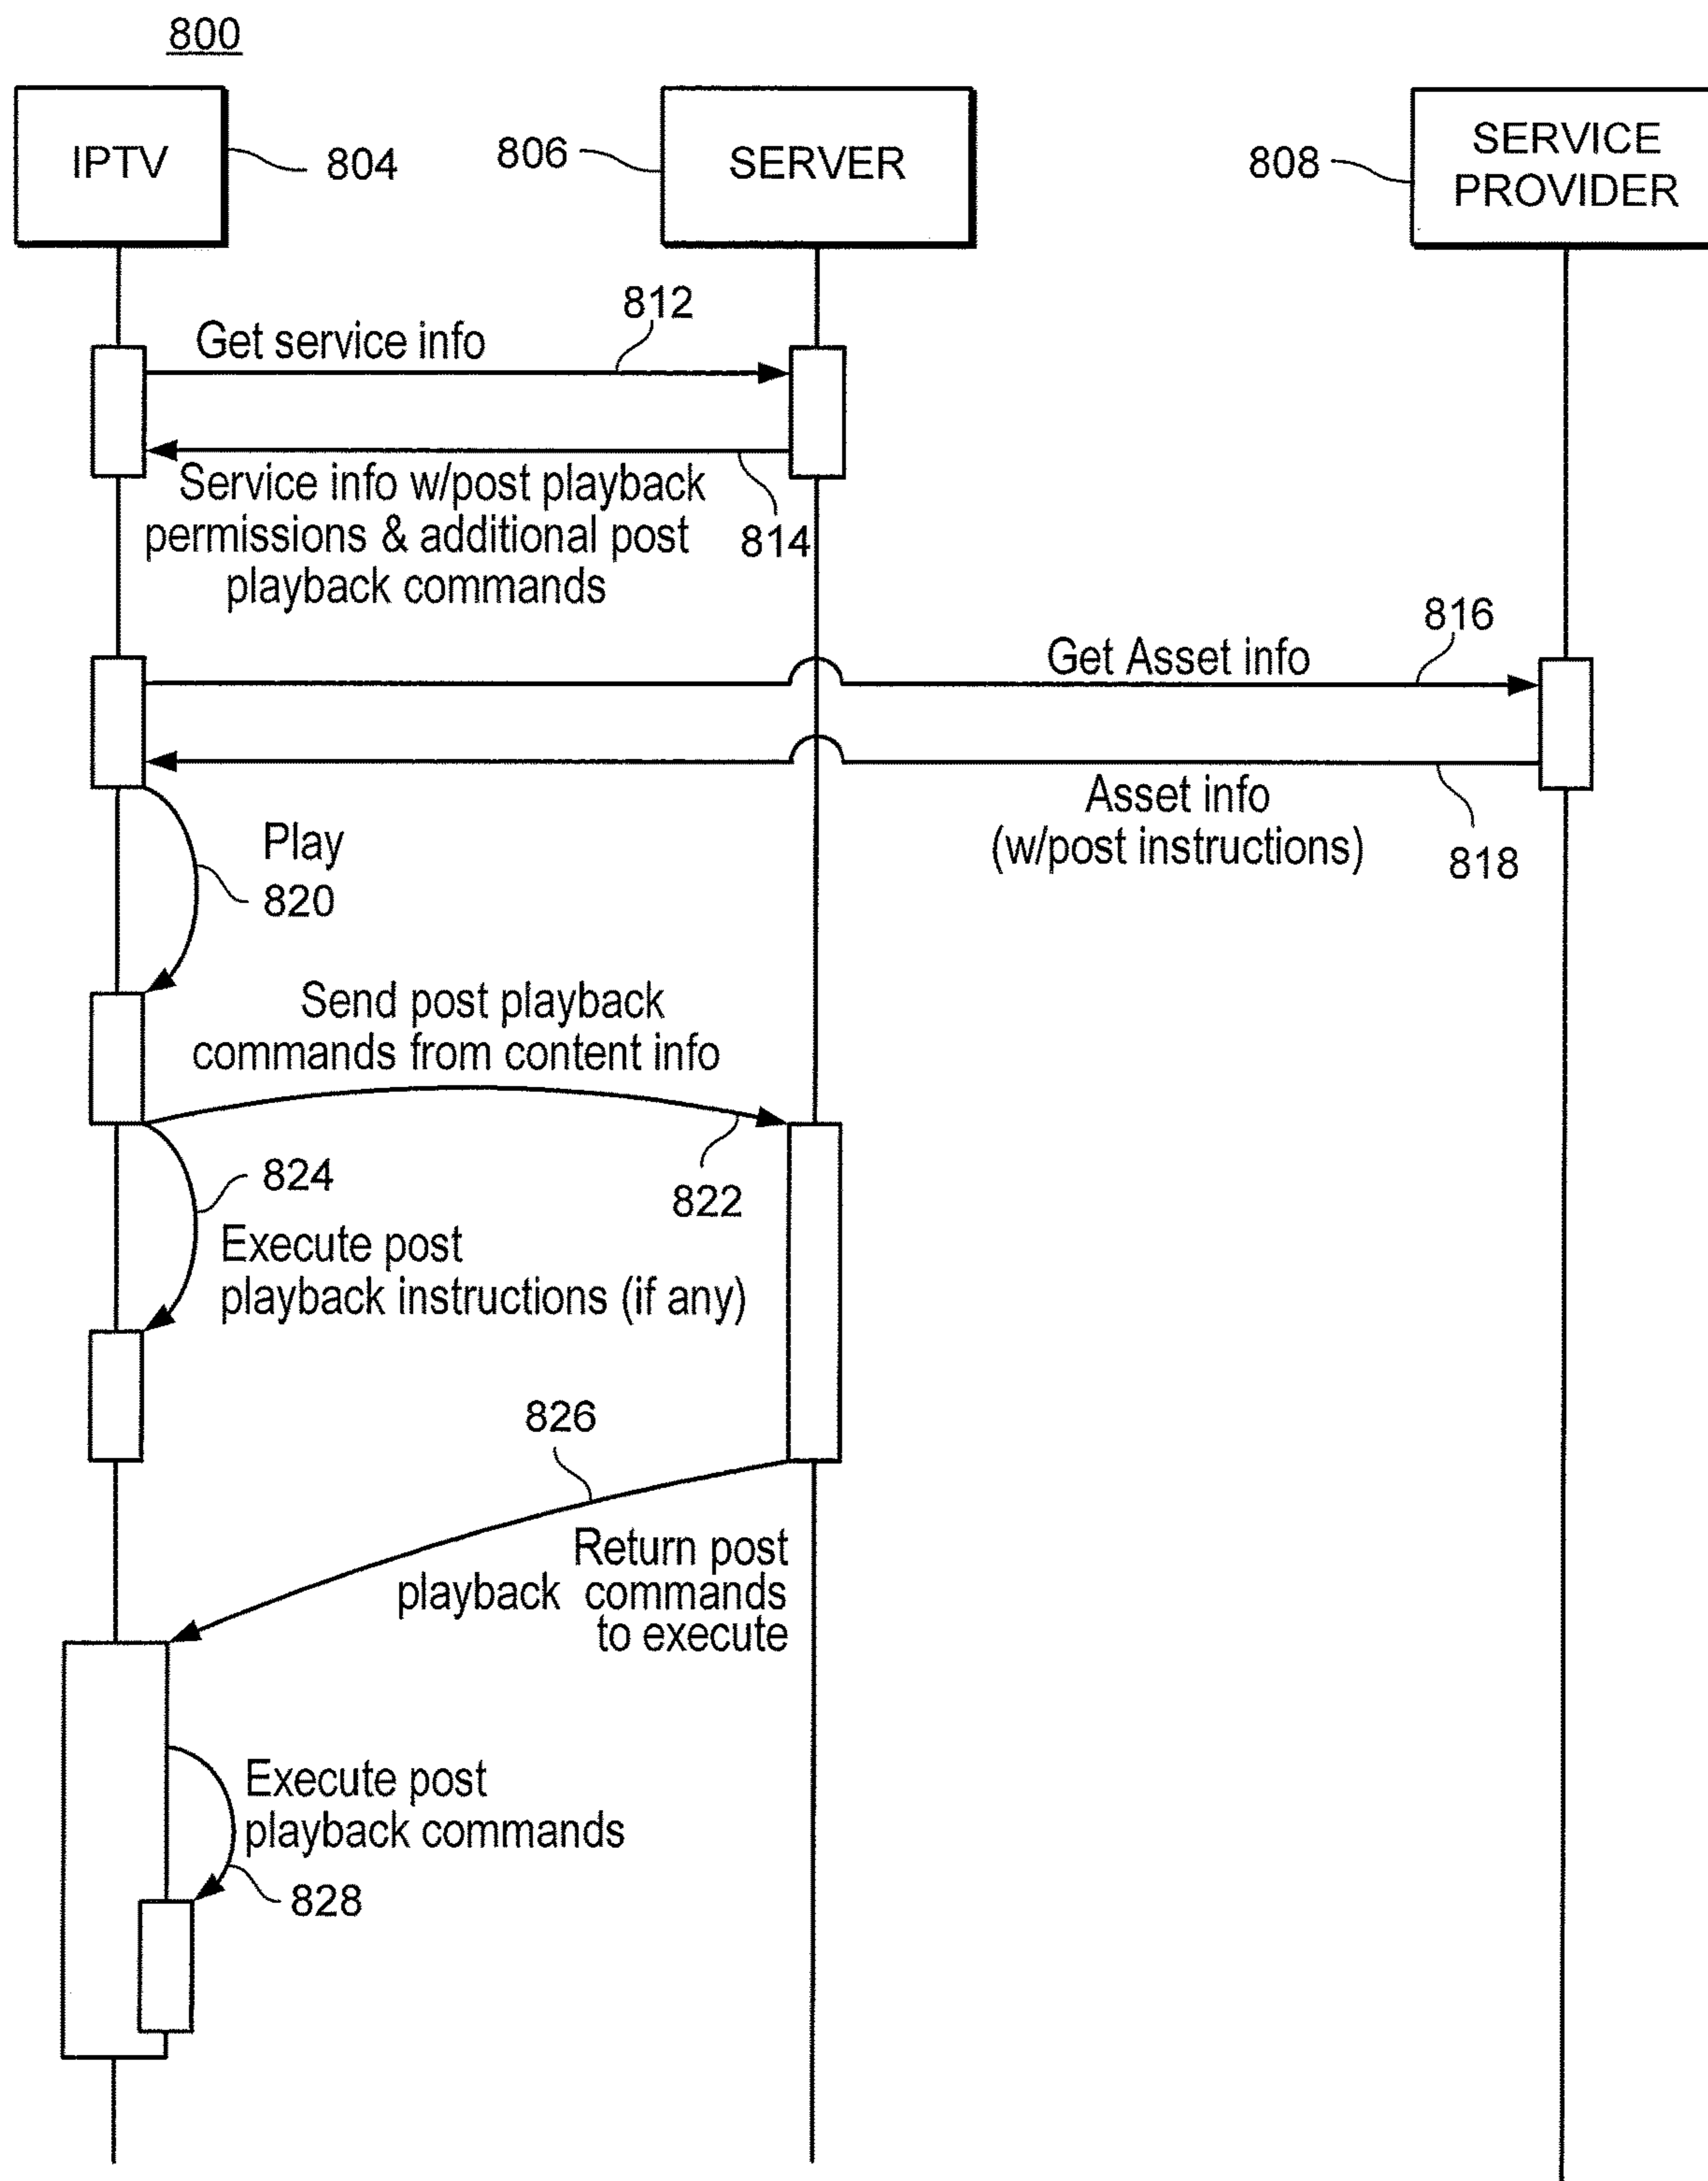 800
IPTV
804
806
SERVER
808
SERVICE
PROVIDER
812
Get service info
Service info w/post playback
permissions & additional post
playback commands
814
816
Get Asset info
Asset info
(w/post instructions)
818
Play
820
Send post playback
commands from content info
822
824
Execute post
playback instructions (if any)
826
Return post
playback commands
to execute
Execute post
playback commands
828